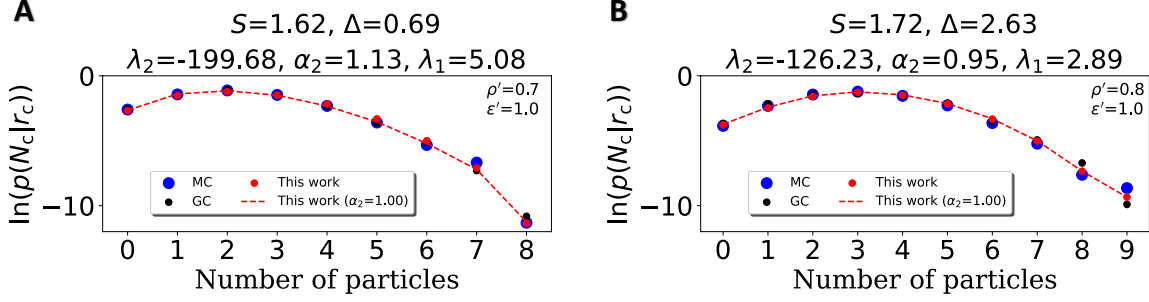 A
S=1.62, Δ=0.69
λ₂=-199.68, α₂=1.13, λ₁=5.08
ρ'=0.7
ε'=1.0
ln(p(N_c|r_c))
0
−10
MC
GC
This work
This work (α₂=1.00)
0 1 2 3 4 5 6 7 8
Number of particles
B
S=1.72, Δ=2.63
λ₂=-126.23, α₂=0.95, λ₁=2.89
ρ'=0.8
ε'=1.0
ln(p(N_c|r_c))
0
−10
MC
GC
This work
This work (α₂=1.00)
0 1 2 3 4 5 6 7 8 9
Number of particles